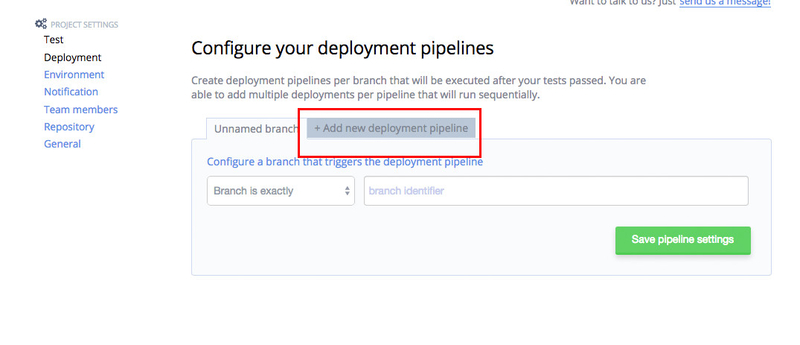 Want to talk to us? Just send us a message!
PROJECT SETTINGS
Test
Deployment
Environment
Notification
Team members
Repository
General
Configure your deployment pipelines
Create deployment pipelines per branch that will be executed after your tests passed. You are
able to add multiple deployments per pipeline that will run sequentially.
Unnamed branch
+ Add new deployment pipeline
Configure a branch that triggers the deployment pipeline
Branch is exactly
branch identifier
Save pipeline settings